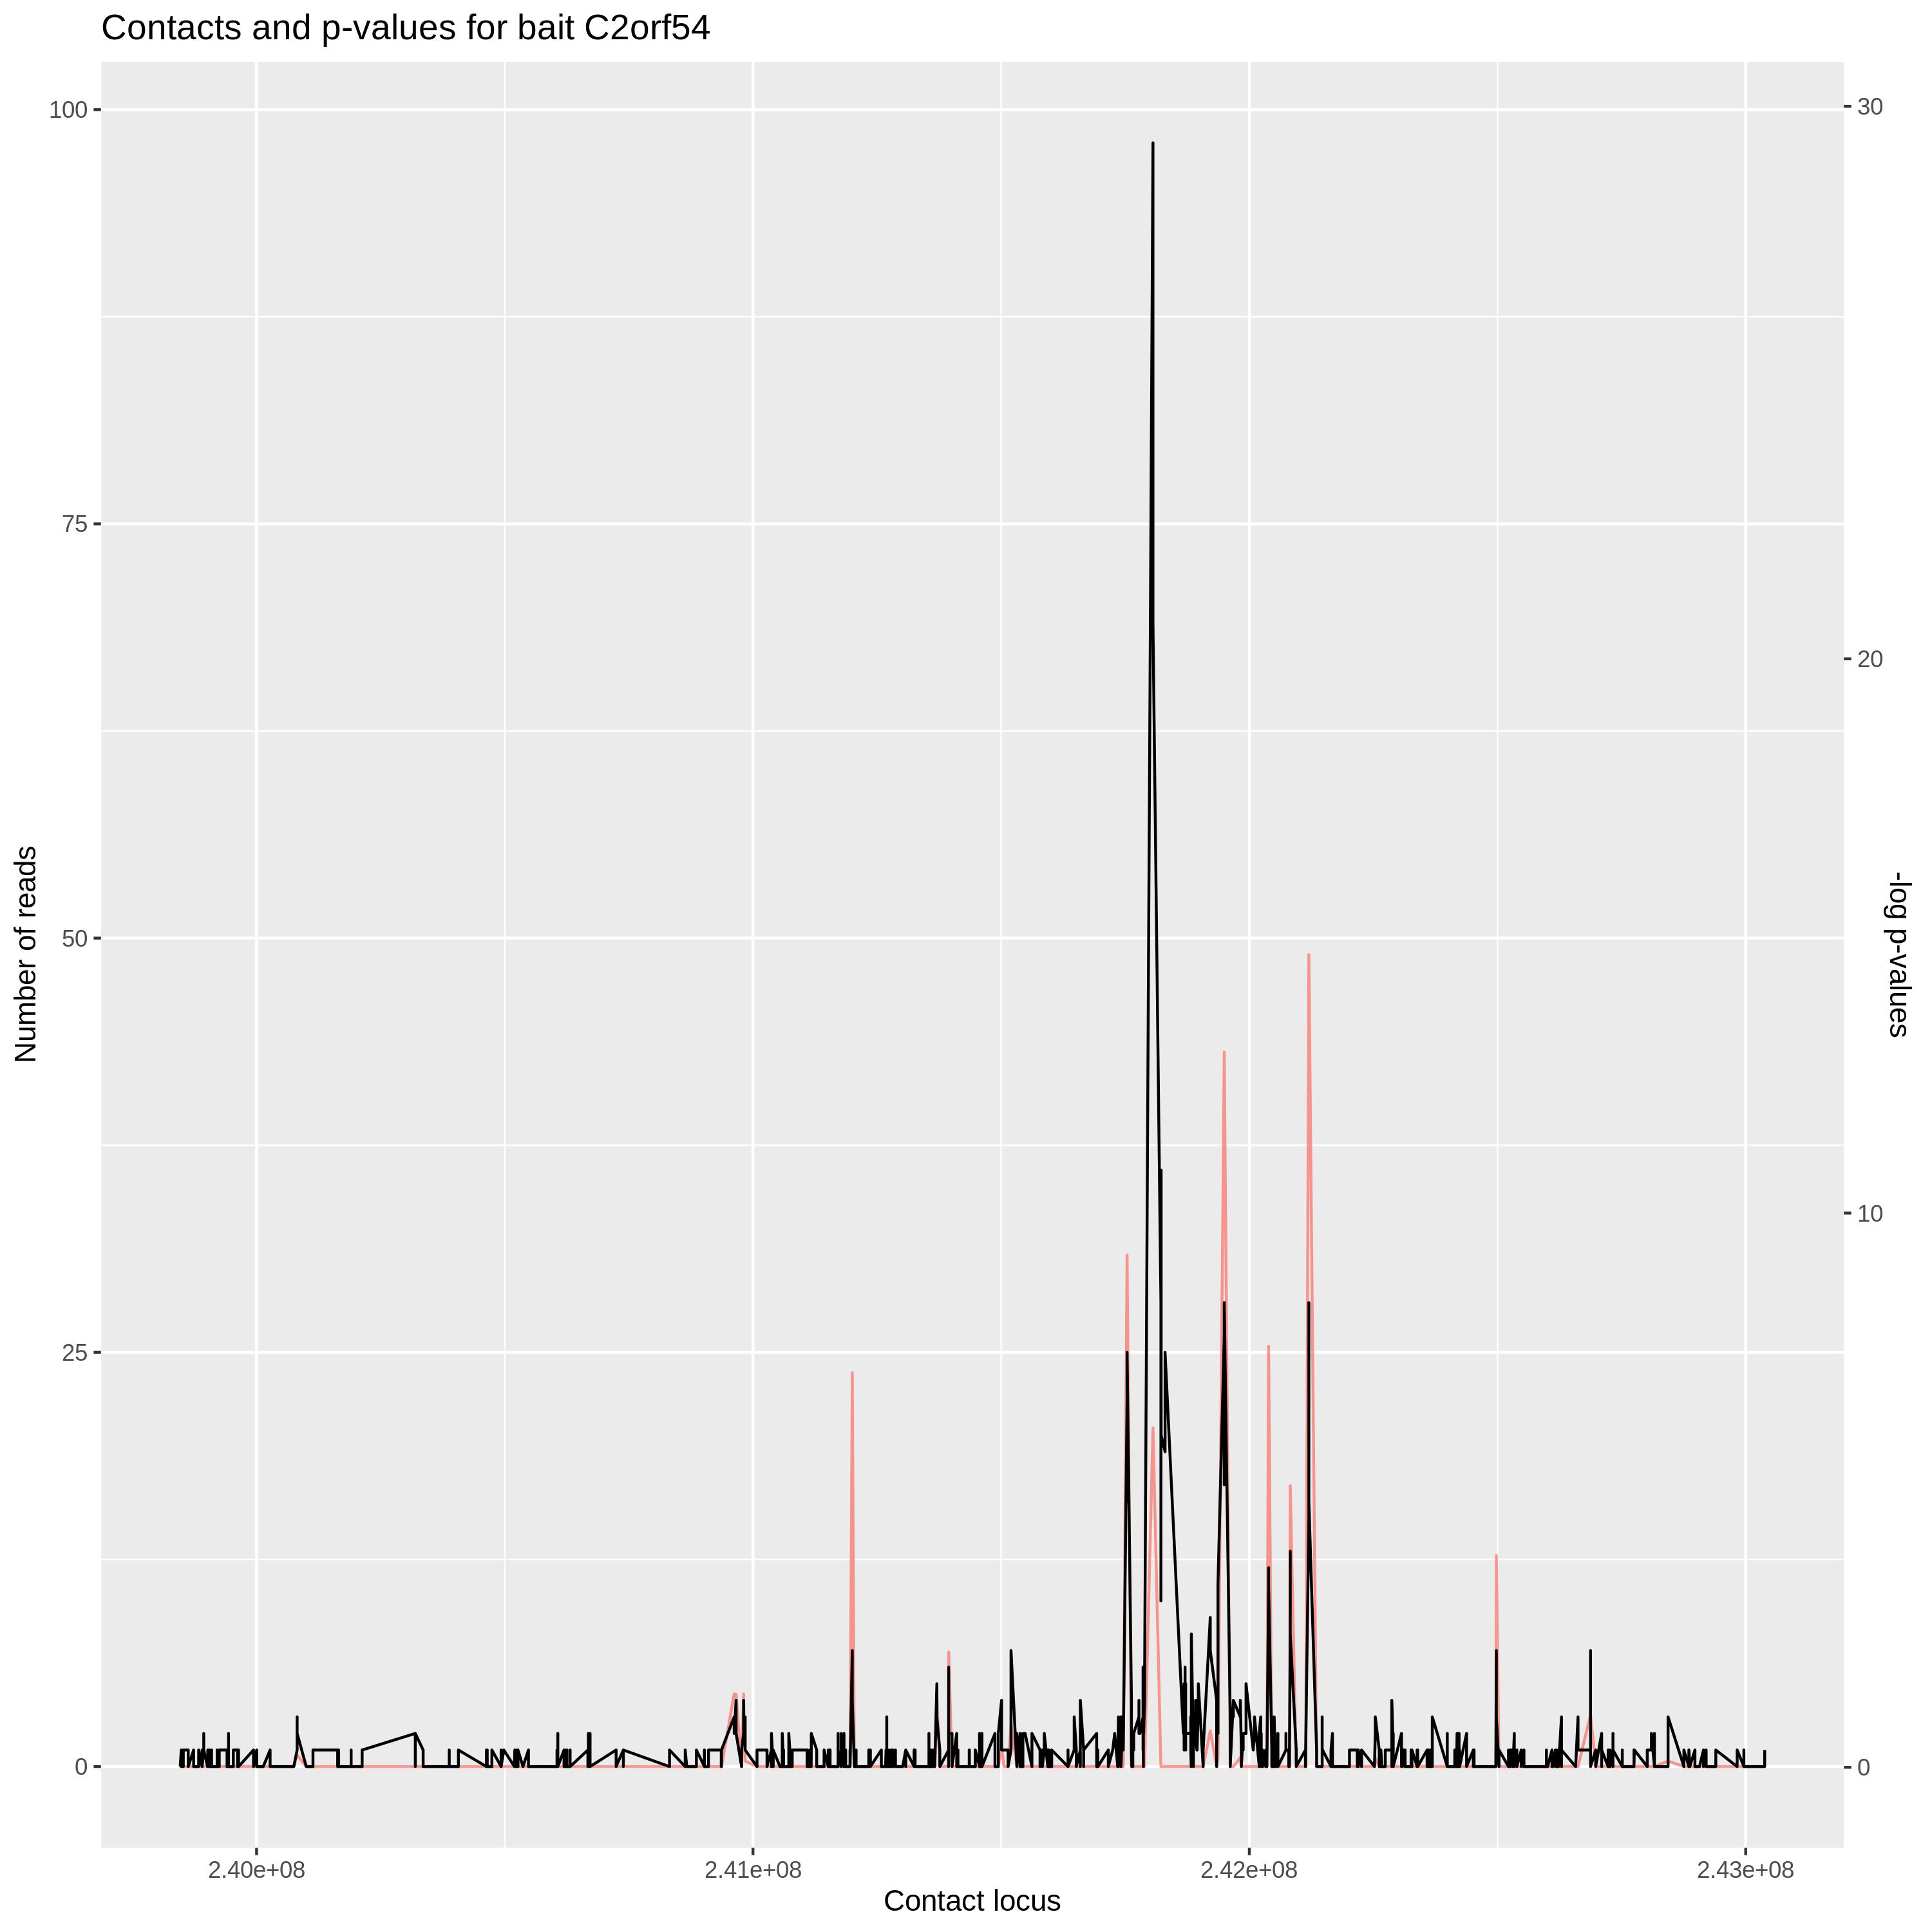 Contacts and p-values for bait C2orf54
100
75
50
25
0
Number of reads
30
20
10
0
-log p-values
2.40e+08
2.41e+08
2.42e+08
2.43e+08
Contact locus